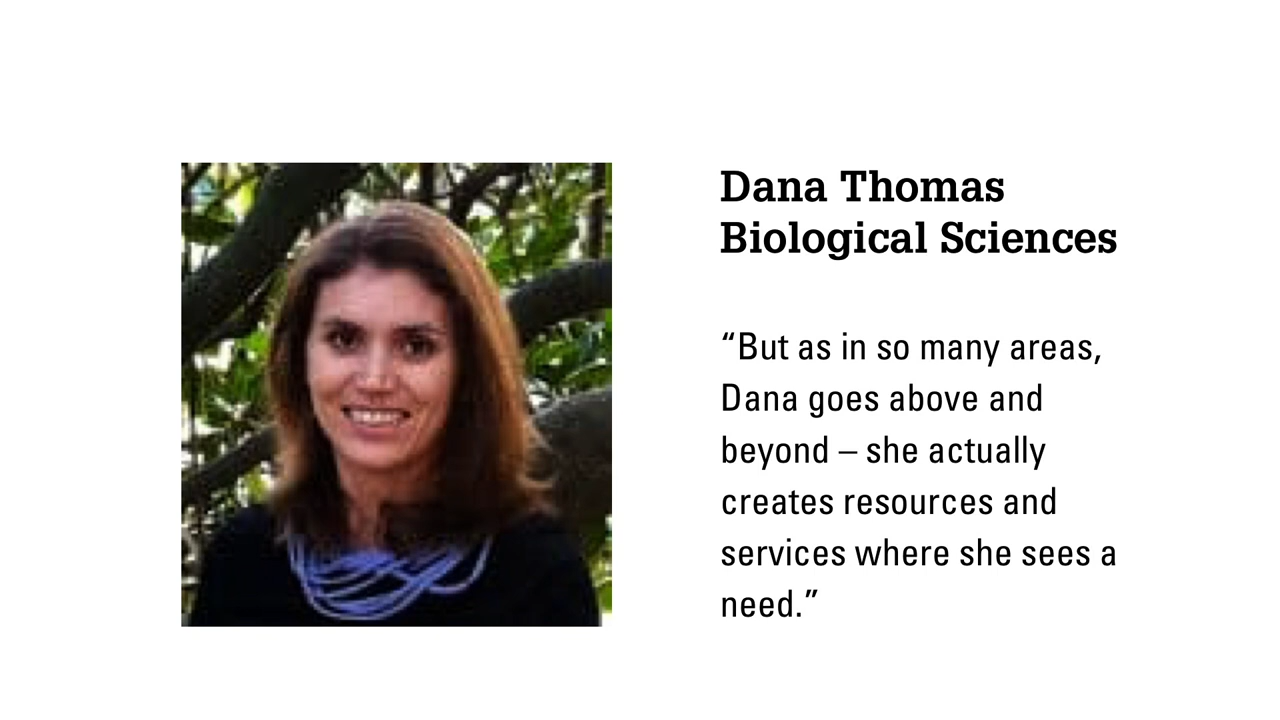 Dana Thomas
Biological Sciences
“But as in so many areas,
Dana goes above and
beyond – she actually
creates resources and
services where she sees a
need.”